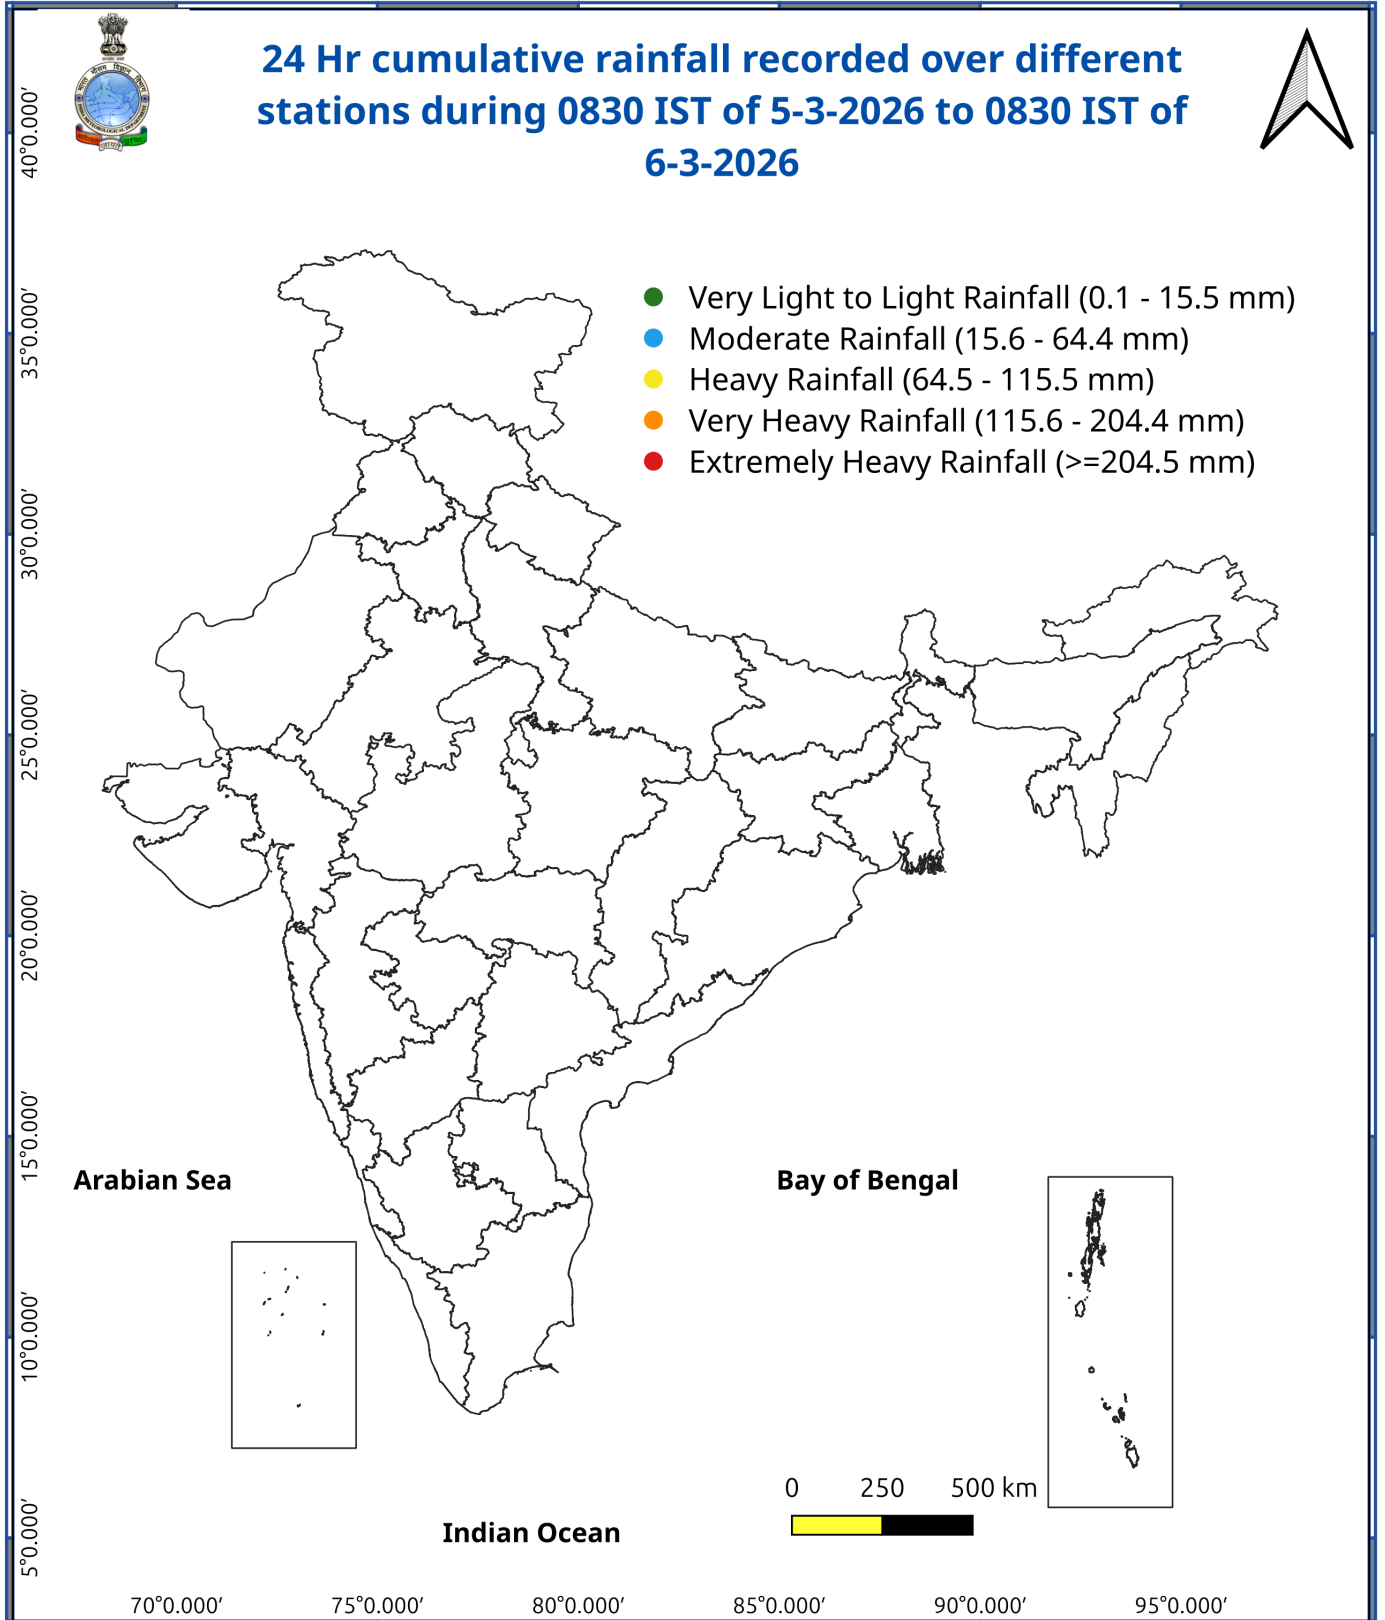 24 Hr cumulative rainfall recorded over different
stations during 0830 IST of 5-3-2026 to 0830 IST of
6-3-2026
Very Light to Light Rainfall (0.1 - 15.5 mm)
Moderate Rainfall (15.6 - 64.4 mm)
Heavy Rainfall (64.5 - 115.5 mm)
Very Heavy Rainfall (115.6 - 204.4 mm)
Extremely Heavy Rainfall (>=204.5 mm)
40°0.000′
35°0.000′
30°0.000′
25°0.000′
20°0.000′
15°0.000′
10°0.000′
5°0.000′
Arabian Sea
Bay of Bengal
Indian Ocean
0 250 500 km
70°0.000′ 75°0.000′ 80°0.000′ 85°0.000′ 90°0.000′ 95°0.000′